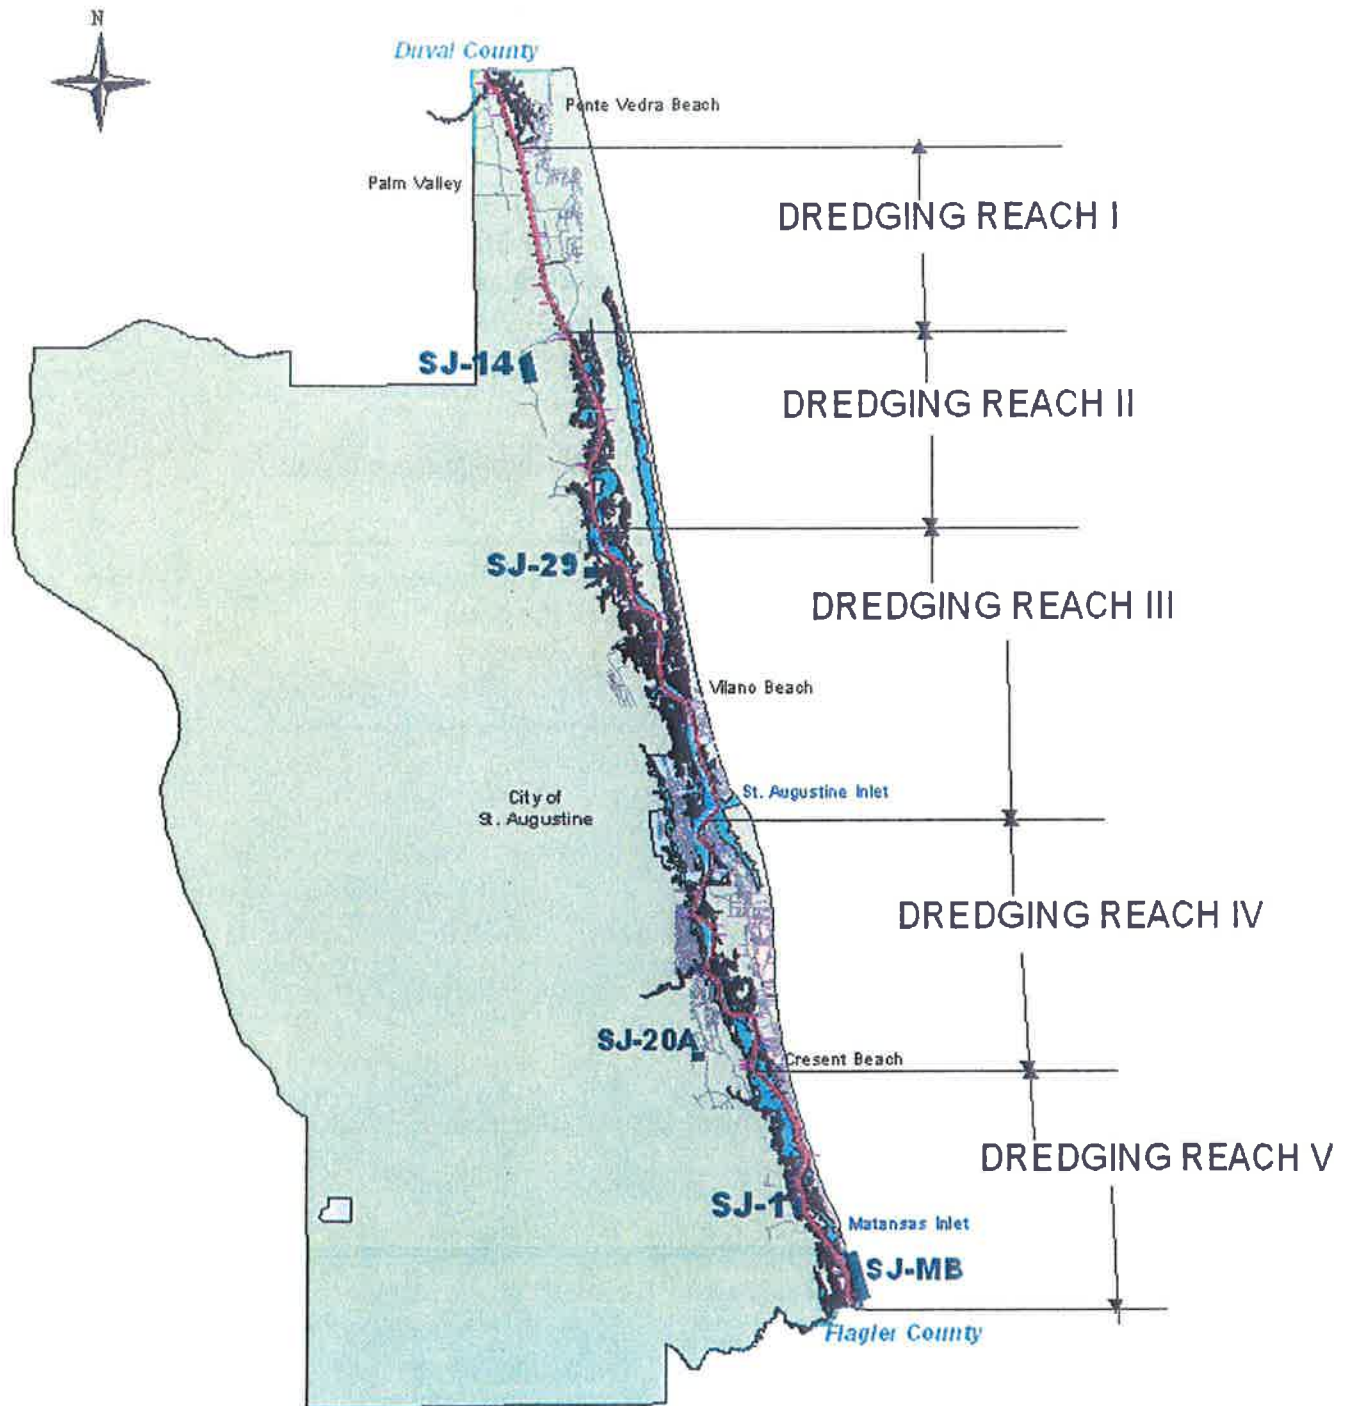 N
Duval County
Ponte Vedra Beach
Palm Valley
DREDGING REACH I
SJ-14
DREDGING REACH II
SJ-29
DREDGING REACH III
Vilano Beach
St. Augustine Inlet
City of
St. Augustine
DREDGING REACH IV
SJ-20A
Cresent Beach
DREDGING REACH V
SJ-1
Matansas Inlet
SJ-MB
Flagler County